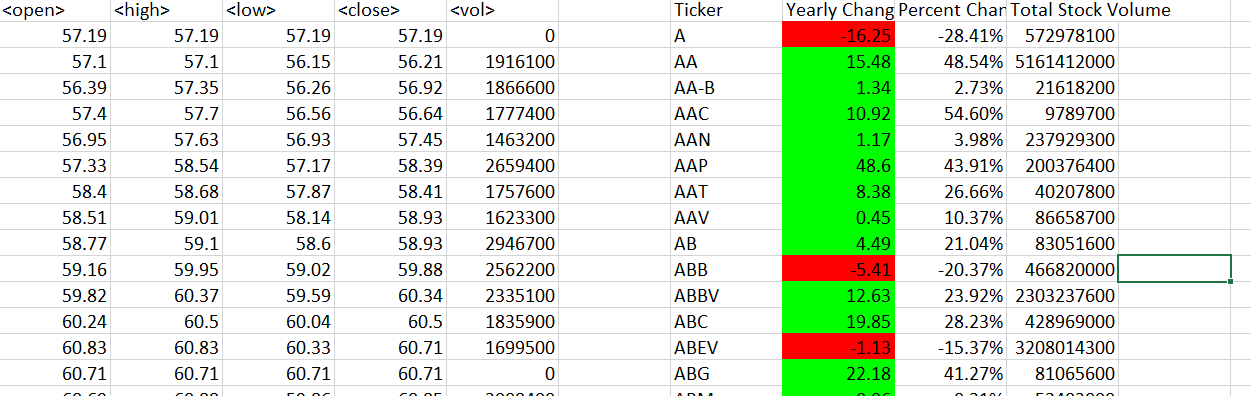 <open> <high> <low> <close> <vol> Ticker Yearly Chang Percent Chan Total Stock Volume
57.19 57.19 57.19 57.19 0 A -16.25 -28.41% 572978100
57.1 57.1 56.15 56.21 1916100 AA 15.48 48.54% 5161412000
56.39 57.35 56.26 56.92 1866600 AA-B 1.34 2.73% 21618200
57.4 57.7 56.56 56.64 1777400 AAC 10.92 54.60% 9789700
56.95 57.63 56.93 57.45 1463200 AAN 1.17 3.98% 237929300
57.33 58.54 57.17 58.39 2659400 AAP 48.6 43.91% 200376400
58.4 58.68 57.87 58.41 1757600 AAT 8.38 26.66% 40207800
58.51 59.01 58.14 58.93 1623300 AAV 0.45 10.37% 86658700
58.77 59.1 58.6 58.93 2946700 AB 4.49 21.04% 83051600
59.16 59.95 59.02 59.88 2562200 ABB -5.41 -20.37% 466820000
59.82 60.37 59.59 60.34 2335100 ABBV 12.63 23.92% 2303237600
60.24 60.5 60.04 60.5 1835900 ABC 19.85 28.23% 428969000
60.83 60.83 60.33 60.71 1699500 ABEV -1.13 -15.37% 3208014300
60.71 60.71 60.71 60.71 0 ABG 22.18 41.27% 81065600